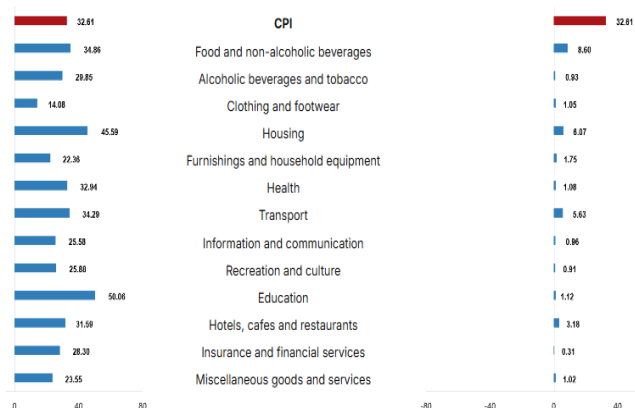 32.61 CPI 32.61
34.86 Food and non-alcoholic beverages 8.60
29.85 Alcoholic beverages and tobacco 0.93
14.08 Clothing and footwear 1.05
45.59 Housing 6.07
22.36 Furnishings and household equipment 1.75
32.94 Health 1.08
34.29 Transport 5.63
25.58 Information and communication 0.96
25.88 Recreation and culture 0.91
50.06 Education 1.12
31.59 Hotels, cafes and restaurants 3.18
28.30 Insurance and financial services 0.31
23.55 Miscellaneous goods and services 1.02
0 40 80 -80 -40 0 40